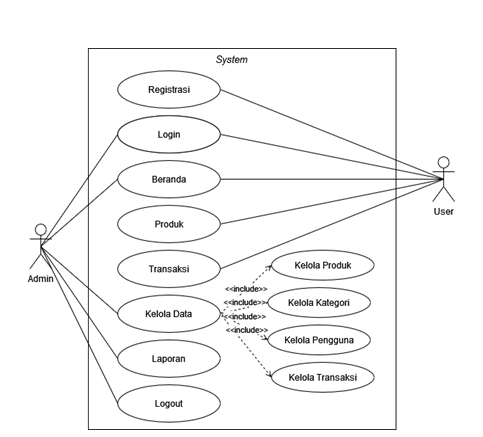 System
Registrasi
Login
Beranda
Produk
Transaksi
Kelola Data
Laporan
Logout
Kelola Produk
Kelola Kategori
Kelola Pengguna
Kelola Transaksi
<<include>>
<<include>>
<<include>>
<<include>>
Admin
User